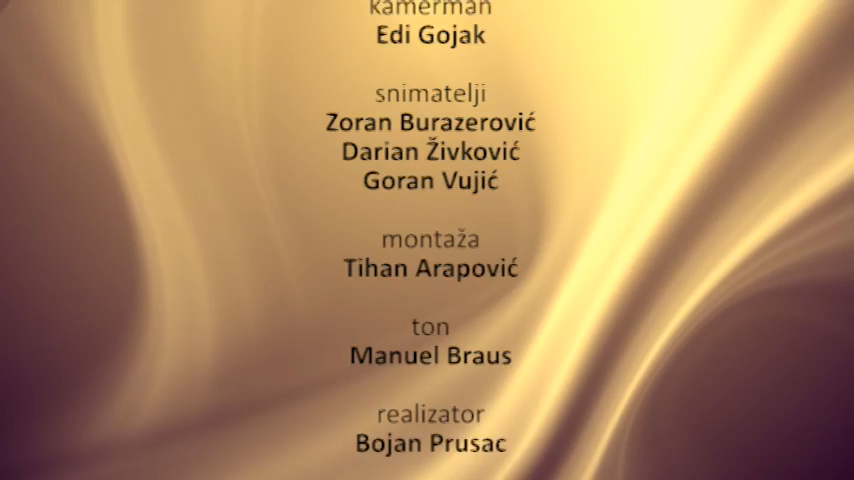 kamerman
Edi Gojak
snimatelji
Zoran Burazerović
Darian Živković
Goran Vujić
montaža
Tihan Arapović
ton
Manuel Braus
realizator
Bojan Prusac